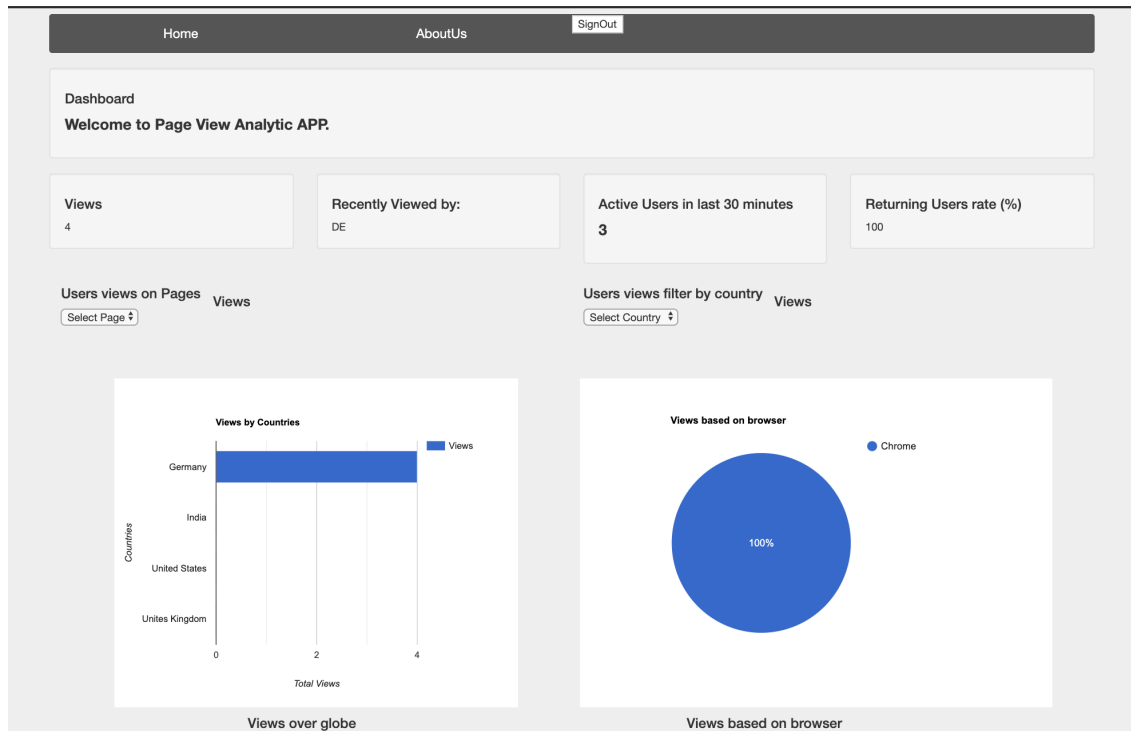 Home
AboutUs
SignOut
Dashboard
Welcome to Page View Analytic APP.
Views
4
Recently Viewed by:
DE
Active Users in last 30 minutes
3
Returning Users rate (%)
100
Users views on Pages
Views
Select Page
Users views filter by country
Views
Select Country
Views by Countries
Views
Germany
India
United States
Unites Kingdom
Countries
0 2 4
Total Views
Views over globe
Views based on browser
Chrome
100%
Views based on browser